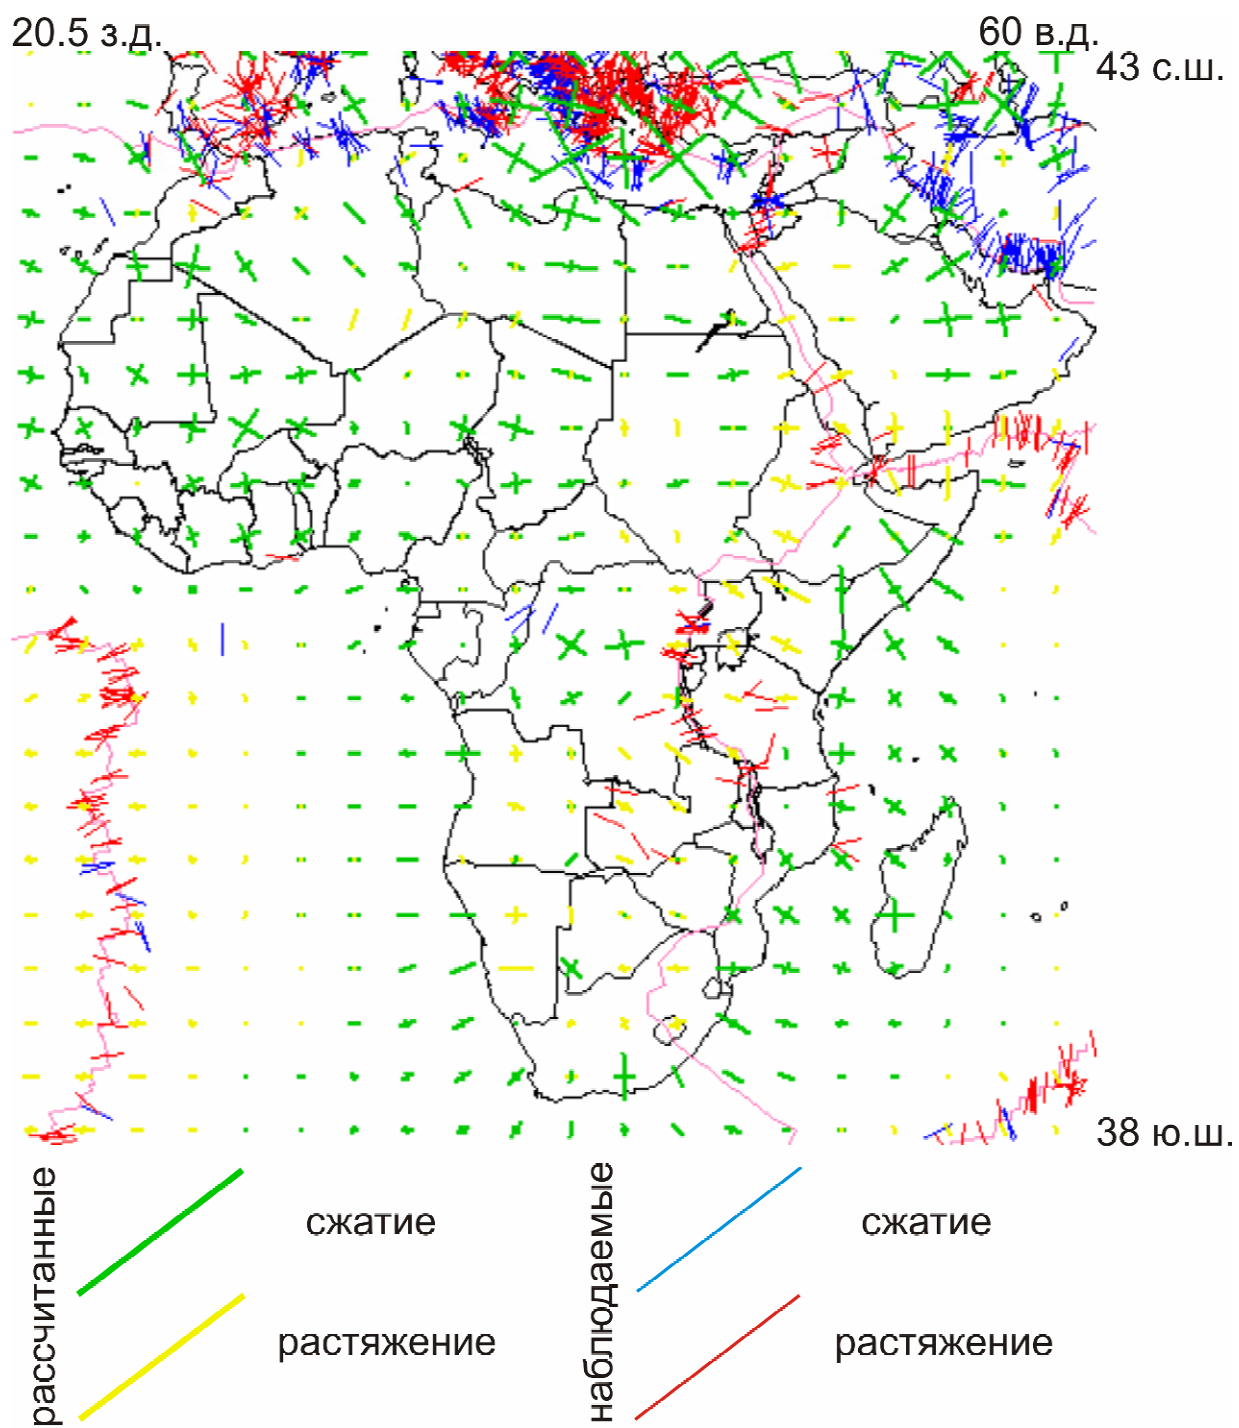 20.5 з.д.
60 в.д.
43 с.ш.
38 ю.ш.
рассчитанные
сжатие
растяжение
наблюдаемые
сжатие
растяжение